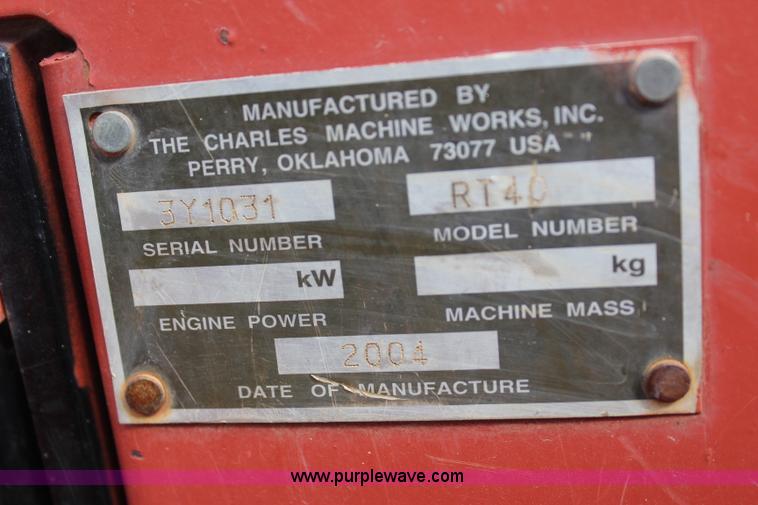 MANUFACTURED BY
THE CHARLES MACHINE WORKS, INC.
PERRY, OKLAHOMA 73077 USA
3Y1031 RT40
SERIAL NUMBER MODEL NUMBER
kW kg
ENGINE POWER MACHINE MASS
2004
DATE OF MANUFACTURE
www.purplewave.com